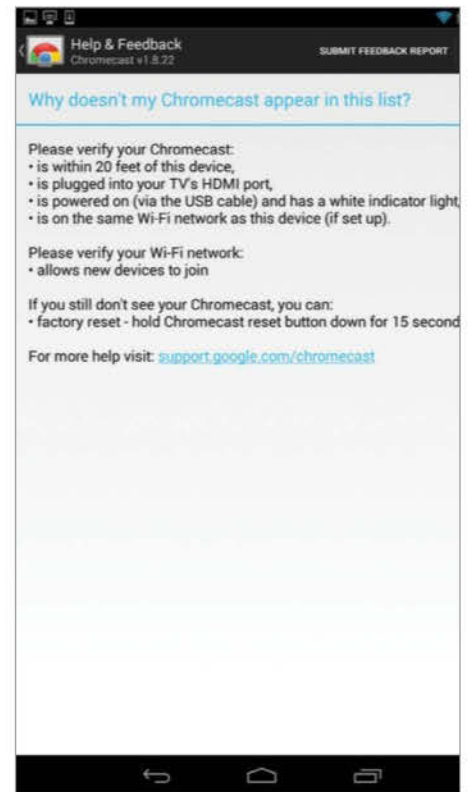 Help & Feedback
Chromecast v1.8.22
SUBMIT FEEDBACK REPORT
Why doesn't my Chromecast appear in this list?
Please verify your Chromecast:
• is within 20 feet of this device,
• is plugged into your TV's HDMI port,
• is powered on (via the USB cable) and has a white indicator light,
• is on the same Wi-Fi network as this device (if set up).
Please verify your Wi-Fi network:
• allows new devices to join
If you still don't see your Chromecast, you can:
• factory reset - hold Chromecast reset button down for 15 second
For more help visit: support.google.com/chromecast